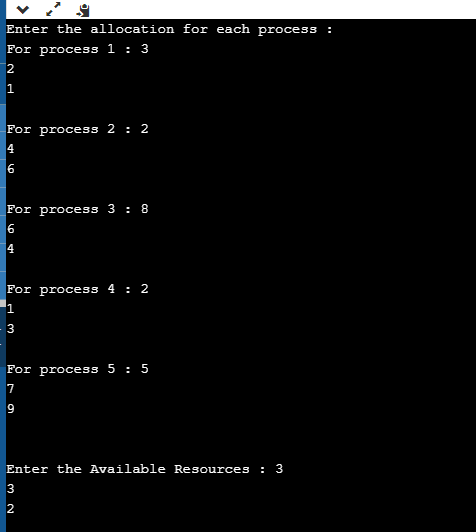 Enter the allocation for each process :
For process 1 : 3
2
1
For process 2 : 2
4
6
For process 3 : 8
6
4
For process 4 : 2
1
3
For process 5 : 5
7
9
Enter the Available Resources : 3
3
2